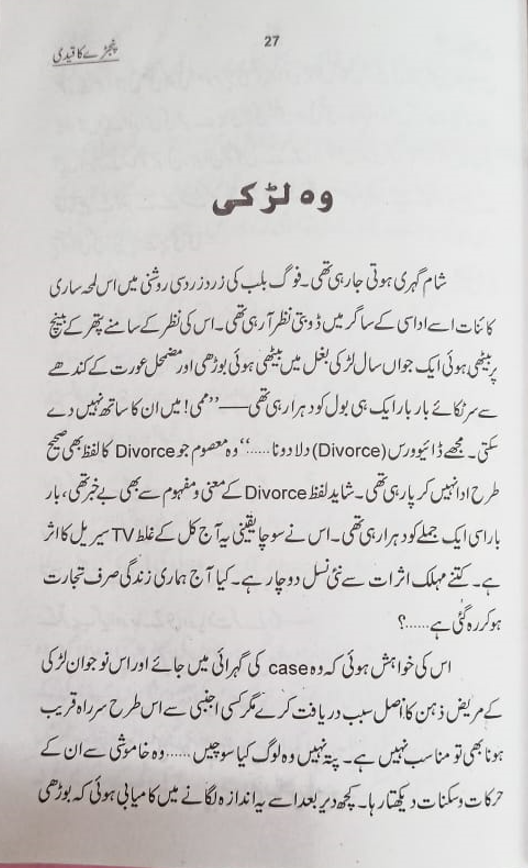 27
پنجڑے کا قیدی
وہ لڑکی
شام گہری ہوتی جا رہی تھی۔ فوگ بلب کی زرد زرد سی روشنی میں اس لمحہ ساری
کائنات اسے اداسی کے ساگر میں ڈوبتی نظر آ رہی تھی۔ اس کی نظر کے سامنے پتھر کے بینچ
پر بیٹھی ہوئی ایک جواں سال لڑکی بغل میں بیٹھی ہوئی بوڑھی اور مضمحل عورت کے کندھے
سے سر ٹکائے بار بار ایک ہی بول کو دہرا رہی تھی——’’ممی! میں ان کا ساتھ نہیں دے
سکتی۔ مجھے ڈائیورس (Divorce) دلا دو نا......‘‘ وہ معصوم جو Divorce کا لفظ بھی صحیح
طرح ادا نہیں کر پا رہی تھی۔ شاید لفظ Divorce کے معنی و مفہوم سے بھی بے خبر تھی، بار
بار اسی ایک جملے کو دہرا رہی تھی۔ اس نے سوچا یقینی یہ آج کل کے غلط TV سیریل کا اثر
ہے۔ کتنے مہلک اثرات سے نئی نسل دوچار ہے۔ کیا آج ہماری زندگی صرف تجارت
ہو کر رہ گئی ہے......؟
اس کی خواہش ہوئی کہ وہ case کی گہرائی میں جائے اور اس نوجوان لڑکی
کے مریض ذہن کا اصل سبب دریافت کرے مگر کسی اجنبی سے اس طرح سر راہ قریب
ہونا بھی تو مناسب نہیں ہے۔ پتہ نہیں وہ لوگ کیا سوچیں......وہ خاموشی سے ان کے
حرکات و سکنات دیکھتا رہا۔ کچھ دیر بعد اسے یہ اندازہ لگانے میں کامیابی ہوئی کہ بوڑھی